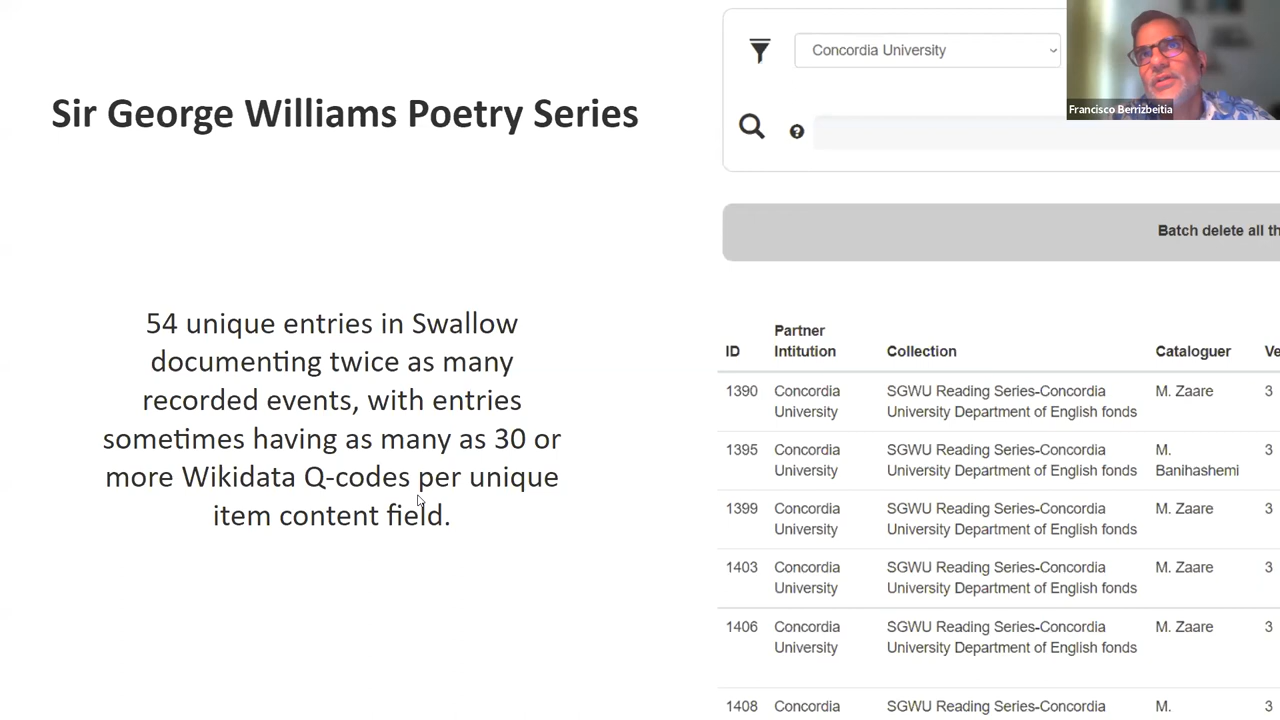 Sir George Williams Poetry Series
54 unique entries in Swallow
documenting twice as many
recorded events, with entries
sometimes having as many as 30 or
more Wikidata Q-codes per unique
item content field.
Concordia University
Francisco Berrizbeitia
?
Batch delete all th
ID Partner Intitution Collection Cataloguer Ve
1390 Concordia SGWU Reading Series-Concordia M. Zaare 3
University University Department of English fonds
1395 Concordia SGWU Reading Series-Concordia M. 3
University University Department of English fonds Banihashemi
1399 Concordia SGWU Reading Series-Concordia M. Zaare 3
University University Department of English fonds
1403 Concordia SGWU Reading Series-Concordia M. Zaare 3
University University Department of English fonds
1406 Concordia SGWU Reading Series-Concordia M. Zaare 3
University University Department of English fonds
1408 Concordia SGWU Reading Series-Concordia M. 3